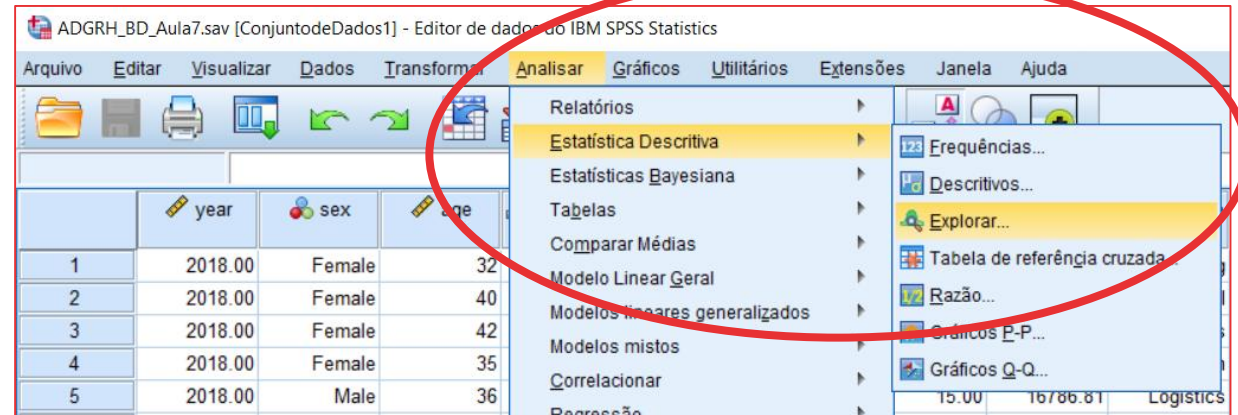 ADGRH_BD_Aula7.sav [ConjuntodeDados1] - Editor de dados do IBM SPSS Statistics
Arquivo Editar Visualizar Dados Transformar Analisar Gráficos Utilitários Extensões Janela Ajuda
Relatórios
Estatística Descritiva
Estatísticas Bayesiana
Tabelas
Comparar Médias
Modelo Linear Geral
Modelos lineares generalizados
Modelos mistos
Correlacionar
Regressão
Frequências...
Descritivos...
Explorar...
Tabela de referência cruzada...
Razão...
Gráficos P-P...
Gráficos Q-Q...
year sex age
1 2018.00 Female 32
2 2018.00 Female 40
3 2018.00 Female 42
4 2018.00 Female 35
5 2018.00 Male 36 15.00 16786.81 Logistics